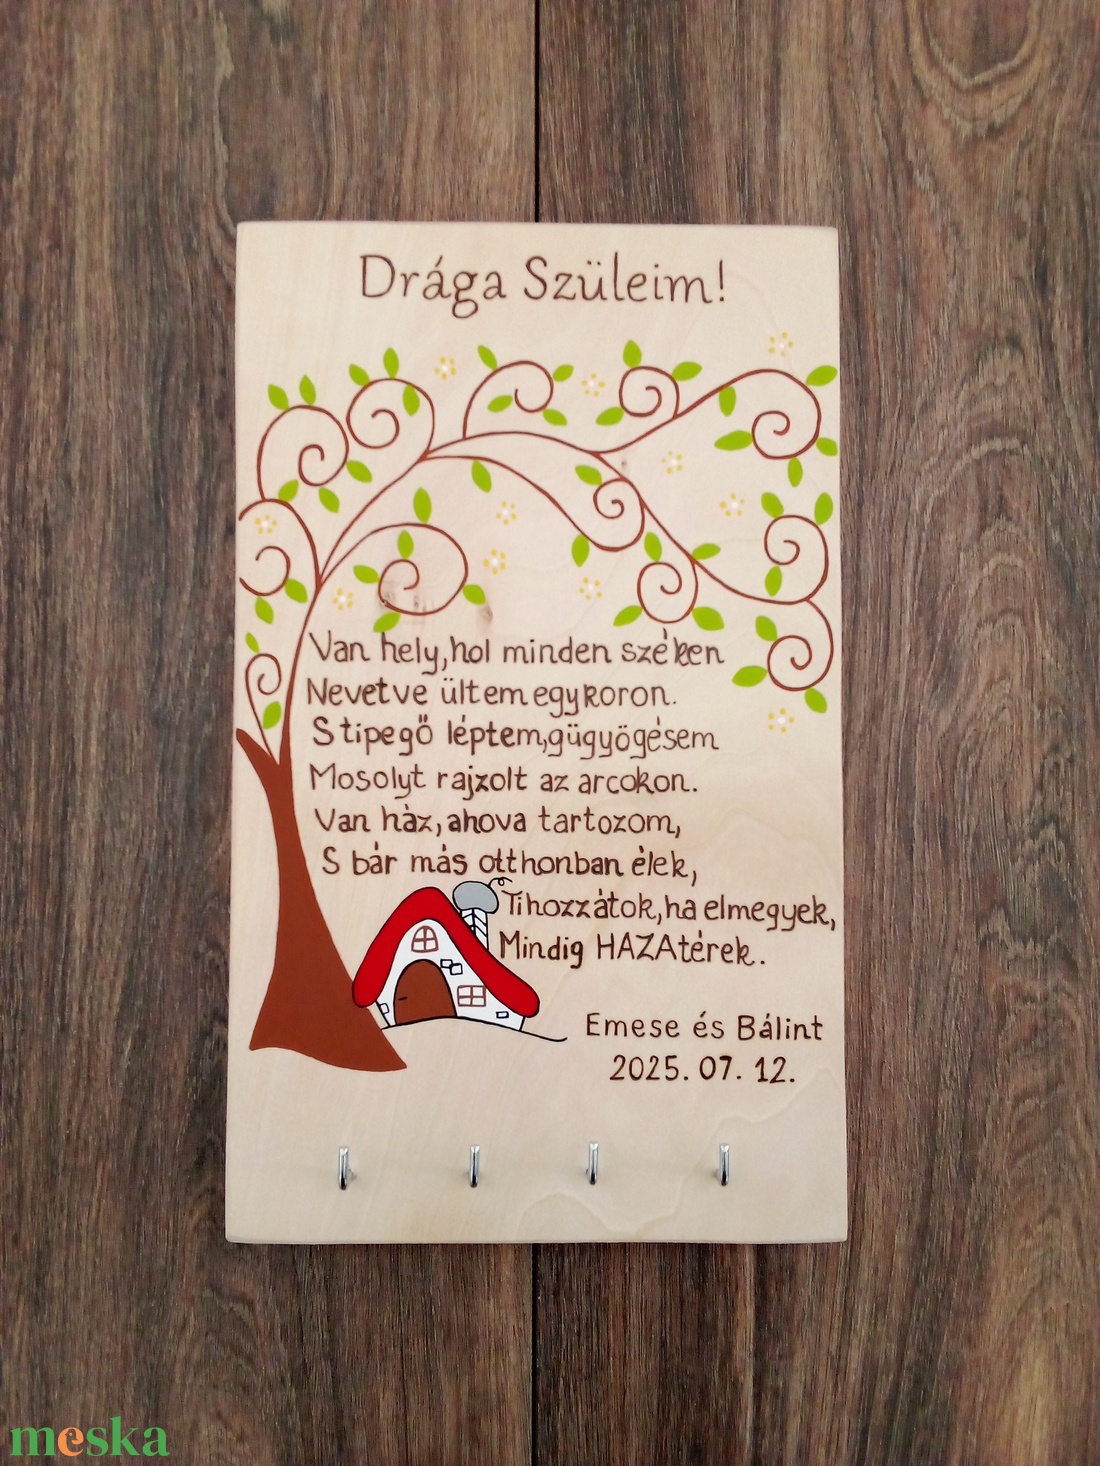 Drága Szüleim!
Van hely, hol minden széken
Nevetve ültem egykoron.
S tipegő léptem, gügyögésem
Mosolyt rajzolt az arcokon.
Van ház, ahova tartozom,
S bár más otthonban élek,
Tihozzátok, ha elmegyek,
Mindig HAZAtérek.
Emese és Bálint
2025. 07. 12.
meska